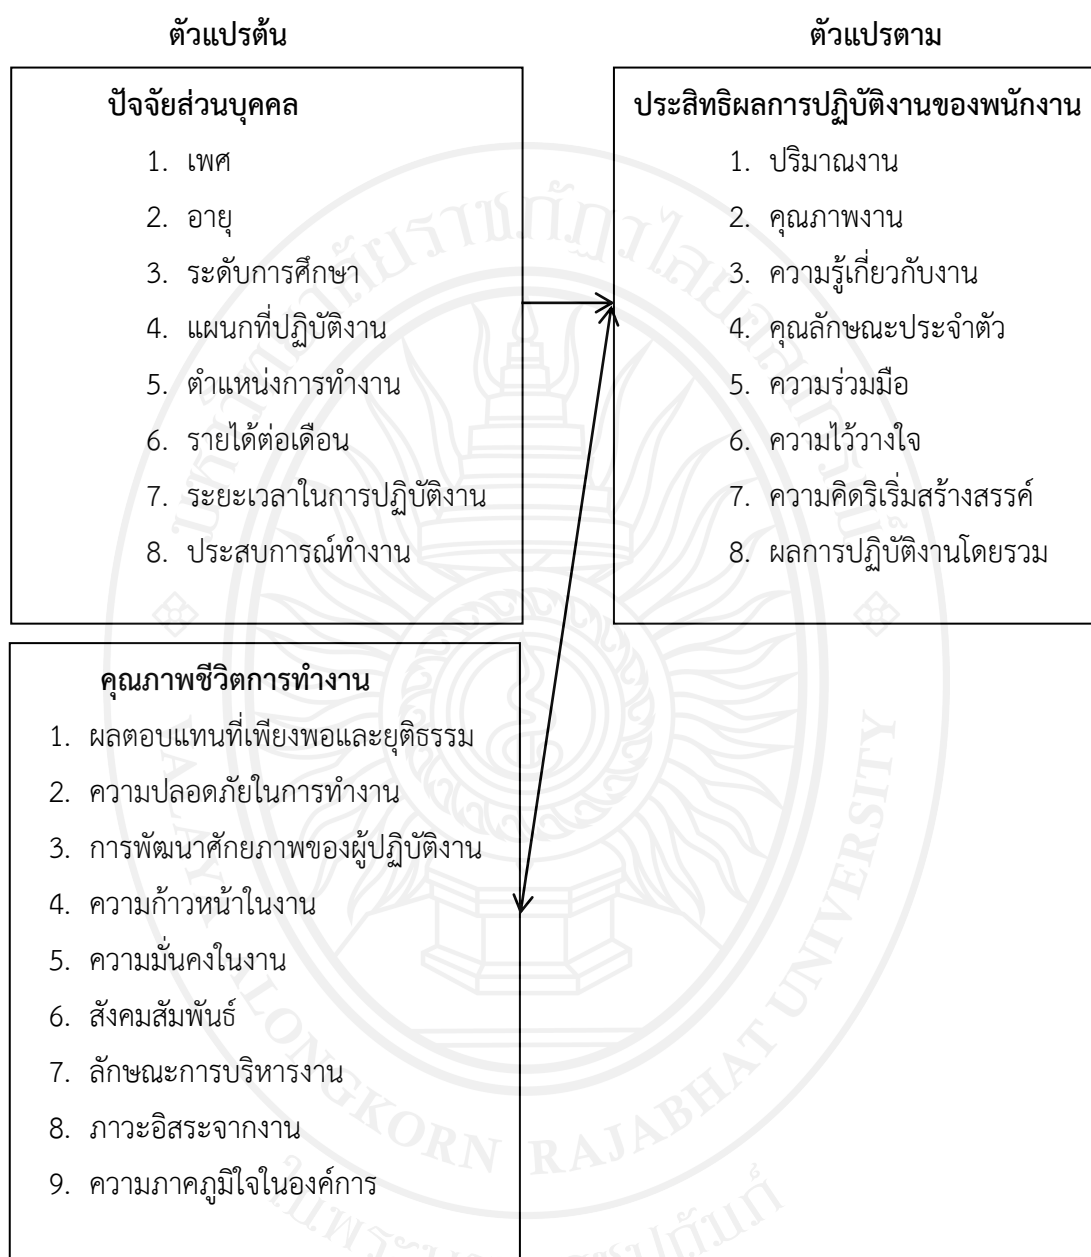 ตัวแปรต้น
ตัวแปรตาม
ปัจจัยส่วนบุคคล
1. เพศ
2. อายุ
3. ระดับการศึกษา
4. แผนกที่ปฏิบัติงาน
5. ตำแหน่งการทำงาน
6. รายได้ต่อเดือน
7. ระยะเวลาในการปฏิบัติงาน
8. ประสบการณ์ทำงาน
ประสิทธิผลการปฏิบัติงานของพนักงาน
1. ปริมาณงาน
2. คุณภาพงาน
3. ความรู้เกี่ยวกับงาน
4. คุณลักษณะประจำตัว
5. ความร่วมมือ
6. ความไว้วางใจ
7. ความคิดริเริ่มสร้างสรรค์
8. ผลการปฏิบัติงานโดยรวม
คุณภาพชีวิตการทำงาน
1. ผลตอบแทนที่เพียงพอและยุติธรรม
2. ความปลอดภัยในการทำงาน
3. การพัฒนาศักยภาพของผู้ปฏิบัติงาน
4. ความก้าวหน้าในงาน
5. ความมั่นคงในงาน
6. สังคมสัมพันธ์
7. ลักษณะการบริหารงาน
8. ภาวะอิสระจากงาน
9. ความภาคภูมิใจในองค์การ
RAJABHAT UNIVERSITY